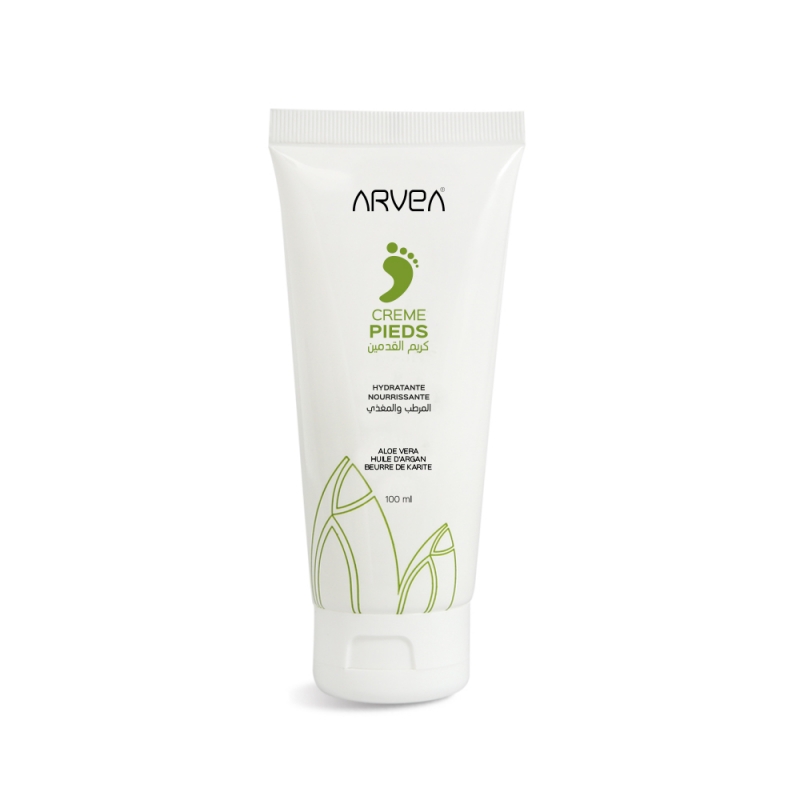 ARVEA®
CREME
PIEDS
كريم القدمين
HYDRATANTE
NOURRISSANTE
المرطب والمغذي
ALOE VERA
HUILE D'ARGAN
BEURRE DE KARITE
100 ml